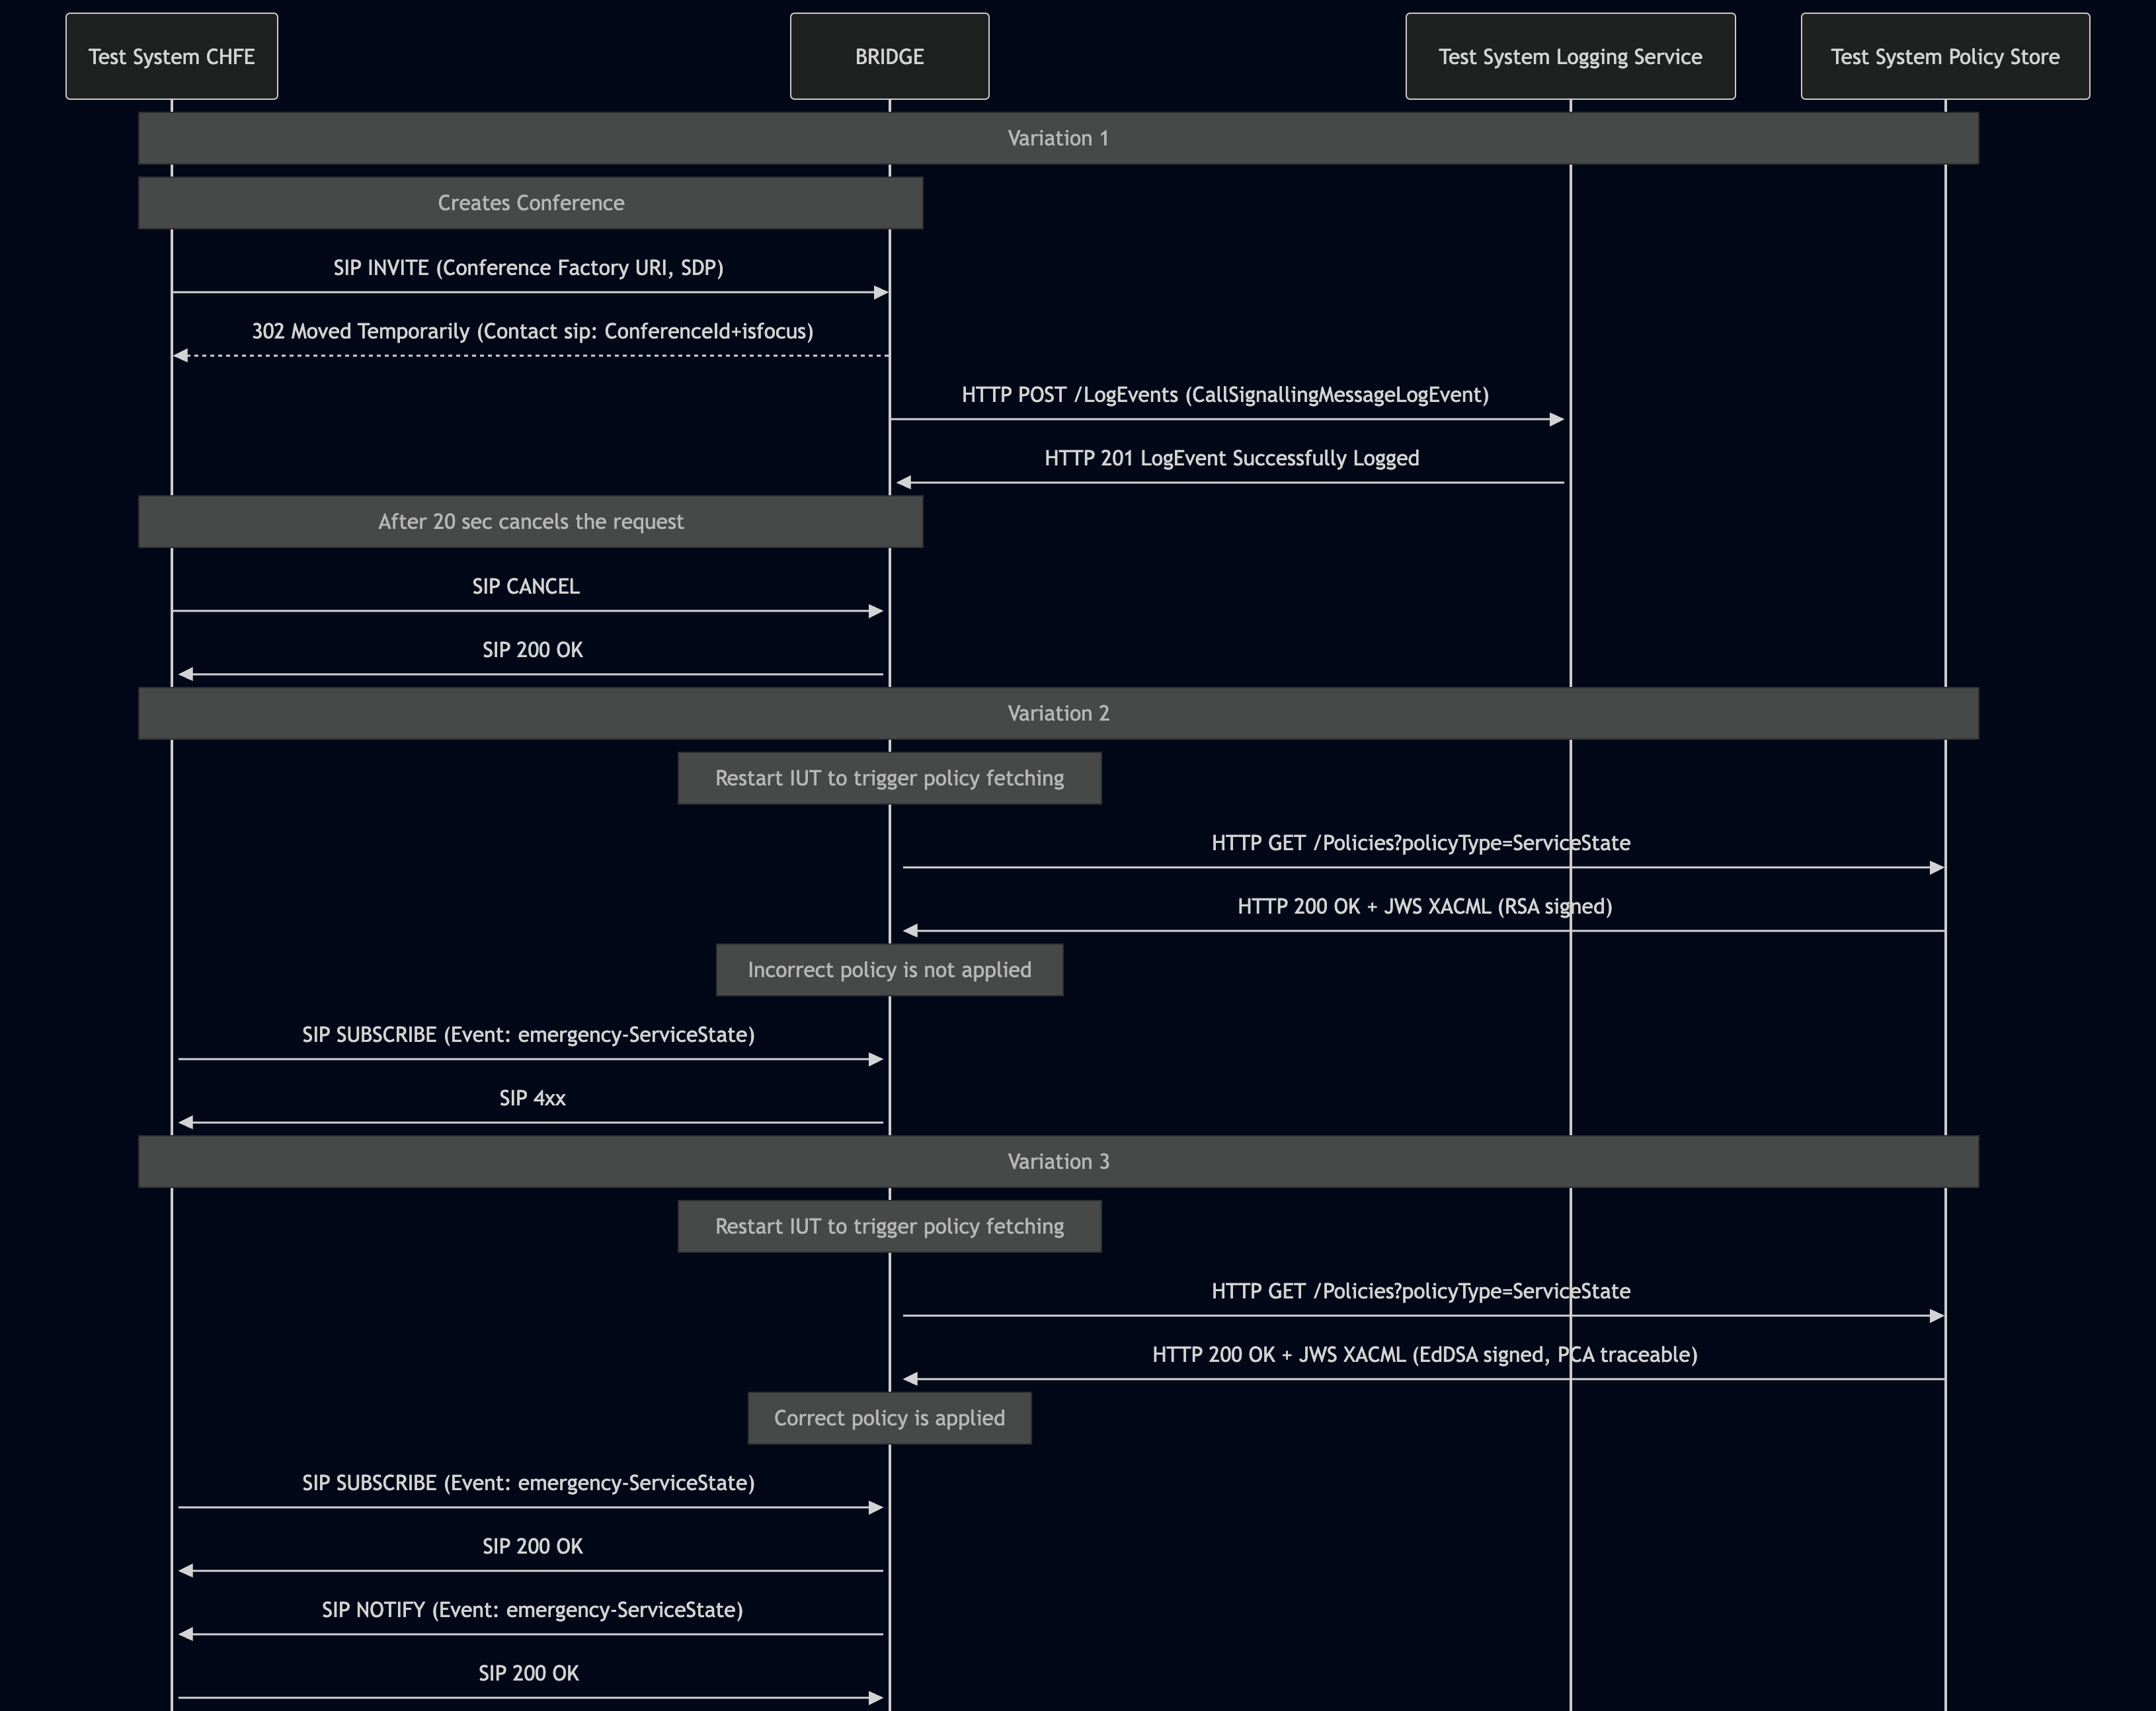 Test System CHFE
BRIDGE
Test System Logging Service
Test System Policy Store
Variation 1
Creates Conference
SIP INVITE (Conference Factory URI, SDP)
302 Moved Temporarily (Contact sip: ConferenceId+isfocus)
HTTP POST /LogEvents (CallSignallingMessageLogEvent)
HTTP 201 LogEvent Successfully Logged
After 20 sec cancels the request
SIP CANCEL
SIP 200 OK
Variation 2
Restart IUT to trigger policy fetching
HTTP GET /Policies?policyType=ServiceState
HTTP 200 OK + JWS XACML (RSA signed)
Incorrect policy is not applied
SIP SUBSCRIBE (Event: emergency-ServiceState)
SIP 4xx
Variation 3
Restart IUT to trigger policy fetching
HTTP GET /Policies?policyType=ServiceState
HTTP 200 OK + JWS XACML (EdDSA signed, PCA traceable)
Correct policy is applied
SIP SUBSCRIBE (Event: emergency-ServiceState)
SIP 200 OK
SIP NOTIFY (Event: emergency-ServiceState)
SIP 200 OK